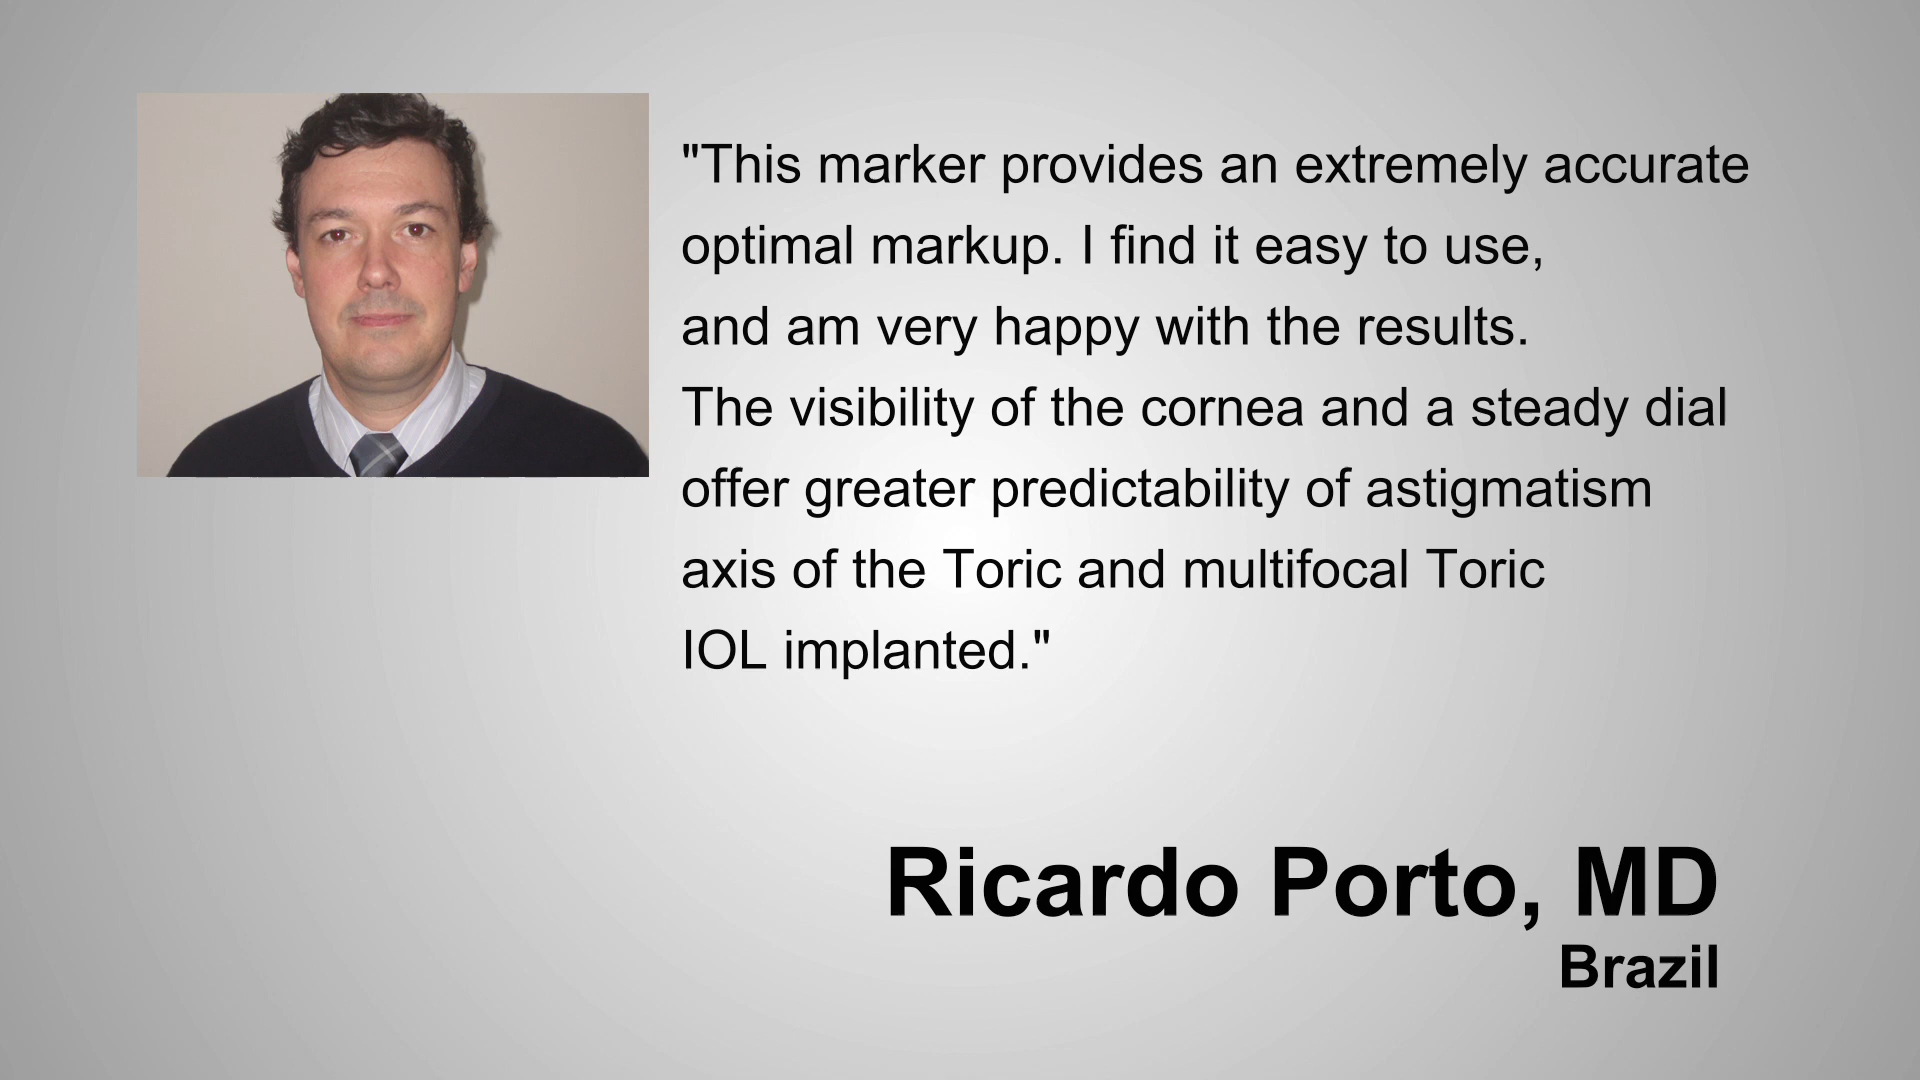 "This marker provides an extremely accurate
optimal markup. I find it easy to use,
and am very happy with the results.
The visibility of the cornea and a steady dial
offer greater predictability of astigmatism
axis of the Toric and multifocal Toric
IOL implanted."
Ricardo Porto, MD
Brazil